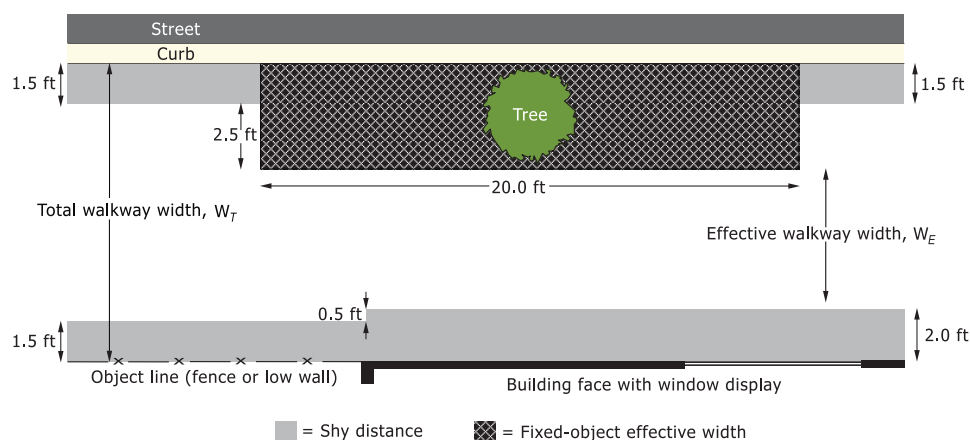 Street
Curb
1.5 ft
1.5 ft
Tree
2.5 ft
20.0 ft
Total walkway width, W_T
Effective walkway width, W_E
0.5 ft
1.5 ft
2.0 ft
Object line (fence or low wall)
Building face with window display
= Shy distance
= Fixed-object effective width